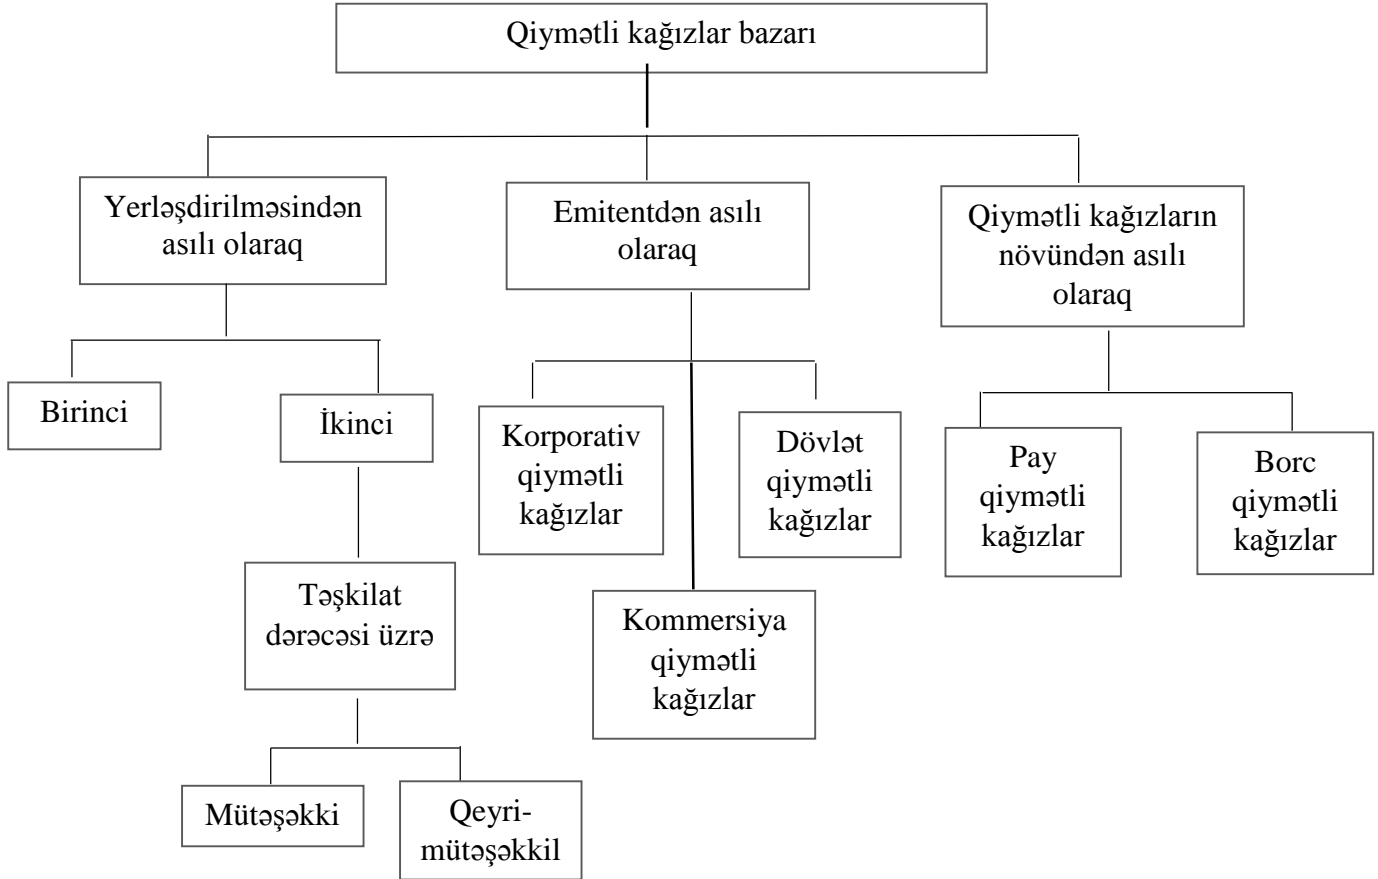 Qiymətli kağızlar bazarı
Yerləşdirilməsindən
asılı olaraq
Emitentdən asılı
olaraq
Qiymətli kağızların
növündən asılı
olaraq
Birinci
İkinci
Korporativ
qiymətli
kağızlar
Dövlət
qiymətli
kağızlar
Pay
qiymətli
kağızlar
Borc
qiymətli
kağızlar
Təşkilat
dərəcəsi üzrə
Kommersiya
qiymətli
kağızlar
Mütəşəkki
Qeyri-
mütəşəkkil